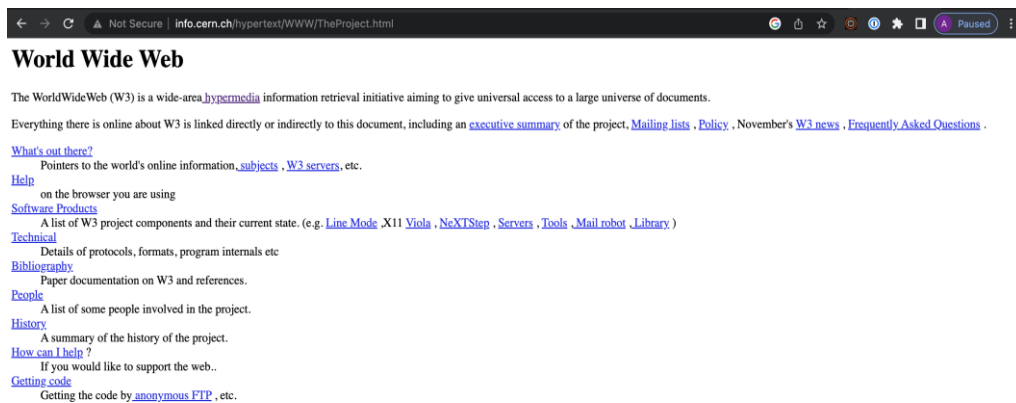 Not Secure | info.cern.ch/hypertext/WWW/TheProject.html
A Paused
World Wide Web
The WorldWideWeb (W3) is a wide-area hypermedia information retrieval initiative aiming to give universal access to a large universe of documents.
Everything there is online about W3 is linked directly or indirectly to this document, including an executive summary of the project, Mailing lists , Policy , November's W3 news , Frequently Asked Questions .
What's out there?
Pointers to the world's online information, subjects , W3 servers, etc.
Help
on the browser you are using
Software Products
A list of W3 project components and their current state. (e.g. Line Mode ,X11 Viola , NeXTStep , Servers , Tools , Mail robot , Library )
Technical
Details of protocols, formats, program internals etc
Bibliography
Paper documentation on W3 and references.
People
A list of some people involved in the project.
History
A summary of the history of the project.
How can I help ?
If you would like to support the web..
Getting code
Getting the code by anonymous FTP , etc.